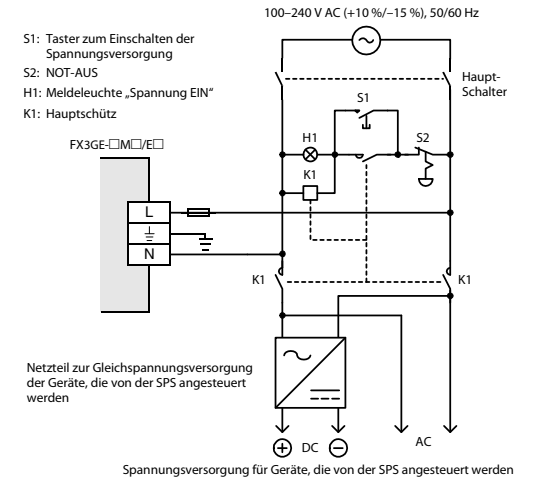 100–240 V AC (+10 %/–15 %), 50/60 Hz
S1: Taster zum Einschalten der
Spannungsversorgung
S2: NOT-AUS
H1: Meldeleuchte „Spannung EIN“
K1: Hauptschütz
Haupt-
Schalter
S1
FX3GE-□M□/E□
H1
S2
K1
L
N
K1
K1
Netzteil zur Gleichspannungsversorgung
der Geräte, die von der SPS angesteuert
werden
+ DC –
AC
Spannungsversorgung für Geräte, die von der SPS angesteuert werden